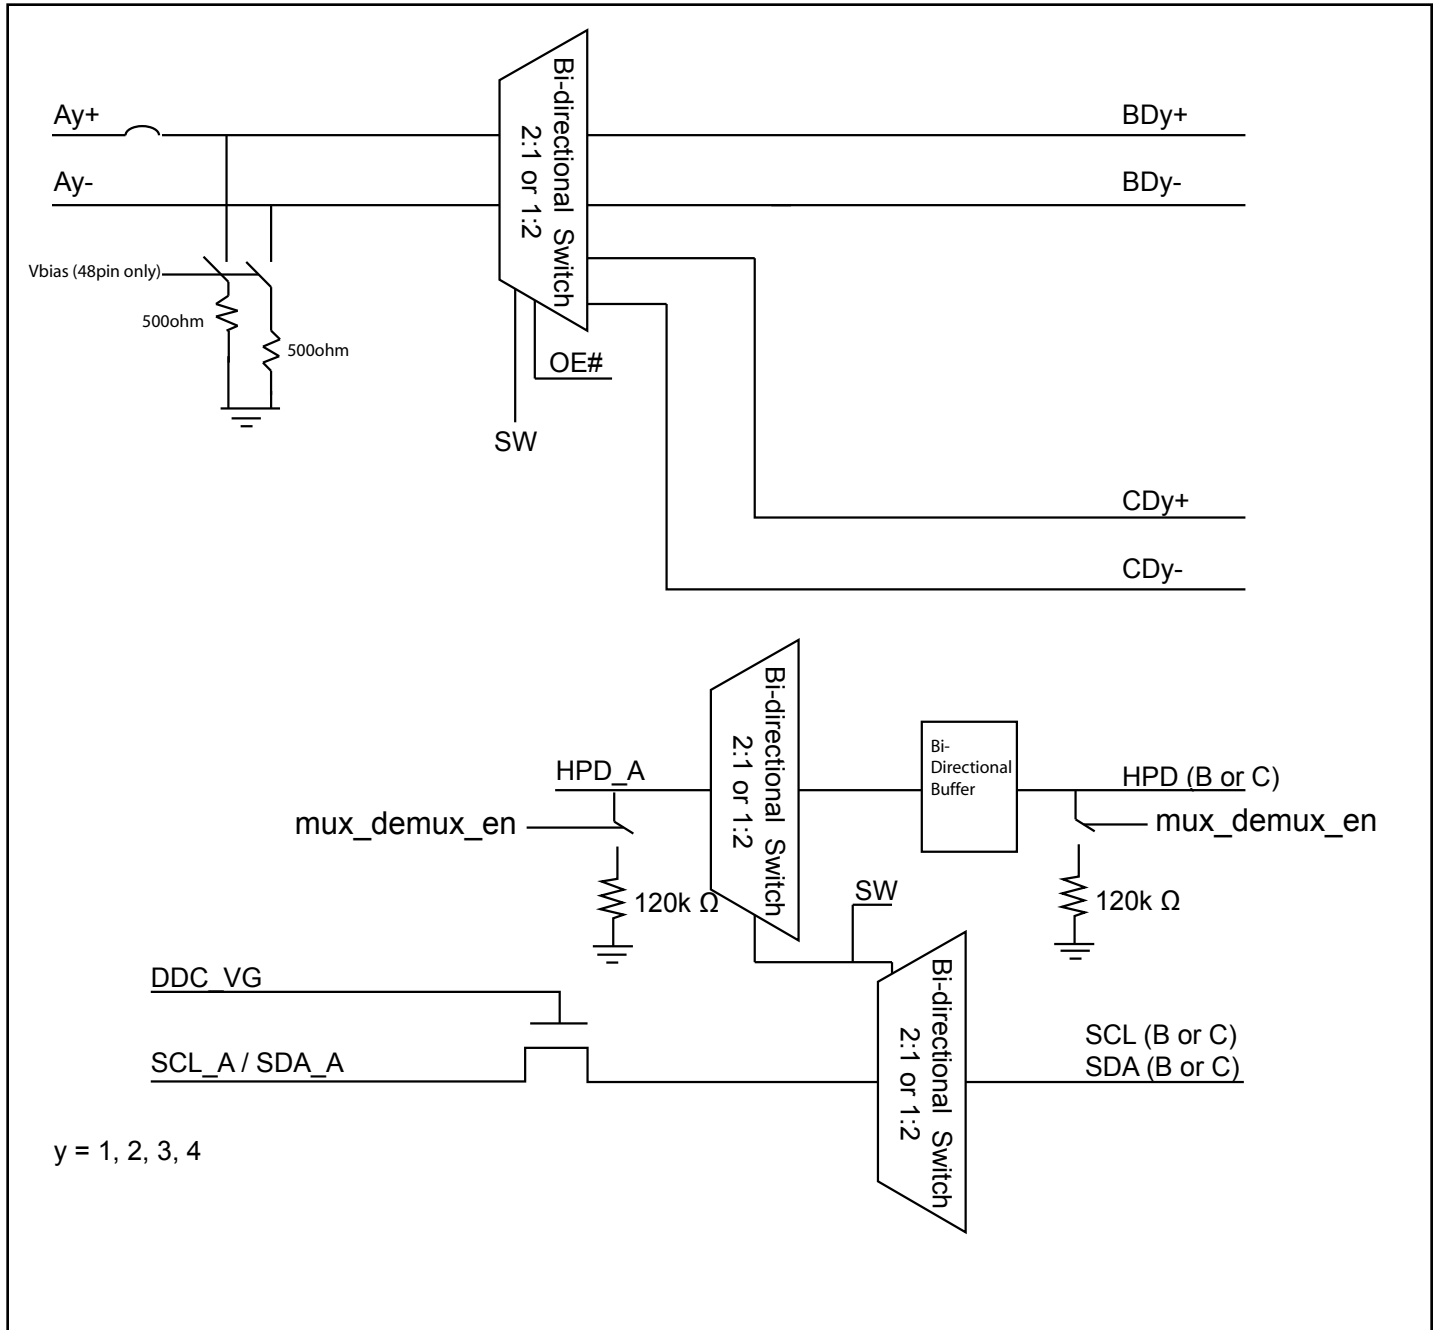 Ay+
BDy+
Ay-
BDy-
Bi-directional Switch
2:1 or 1:2
Vbias (48pin only)
500ohm
500ohm
OE#
SW
CDy+
CDy-
Bi-directional Switch
2:1 or 1:2
HPD_A
Bi-
Directional
Buffer
HPD (B or C)
mux_demux_en
mux_demux_en
120k Ω
SW
120k Ω
DDC_VG
SCL_A / SDA_A
Bi-directional Switch
2:1 or 1:2
SCL (B or C)
SDA (B or C)
y = 1, 2, 3, 4